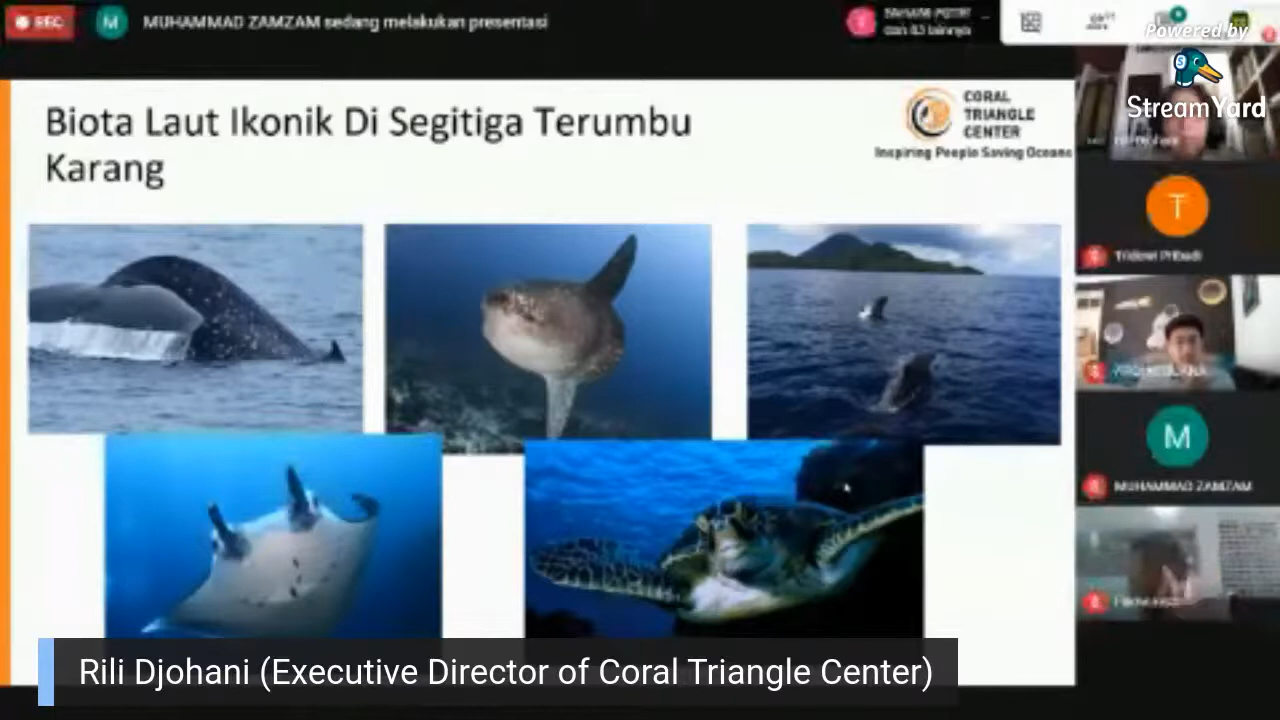 REC
M
MUHAMMAD ZAMZAM sedang melakukan presentasi
Powered by
StreamYard
Biota Laut Ikonik Di Segitiga Terumbu
Karang
CORAL
TRIANGLE
CENTER
Inspiring People Saving Oceans
T
M
MUHAMMAD ZAMZAM
Rili Djohani (Executive Director of Coral Triangle Center)